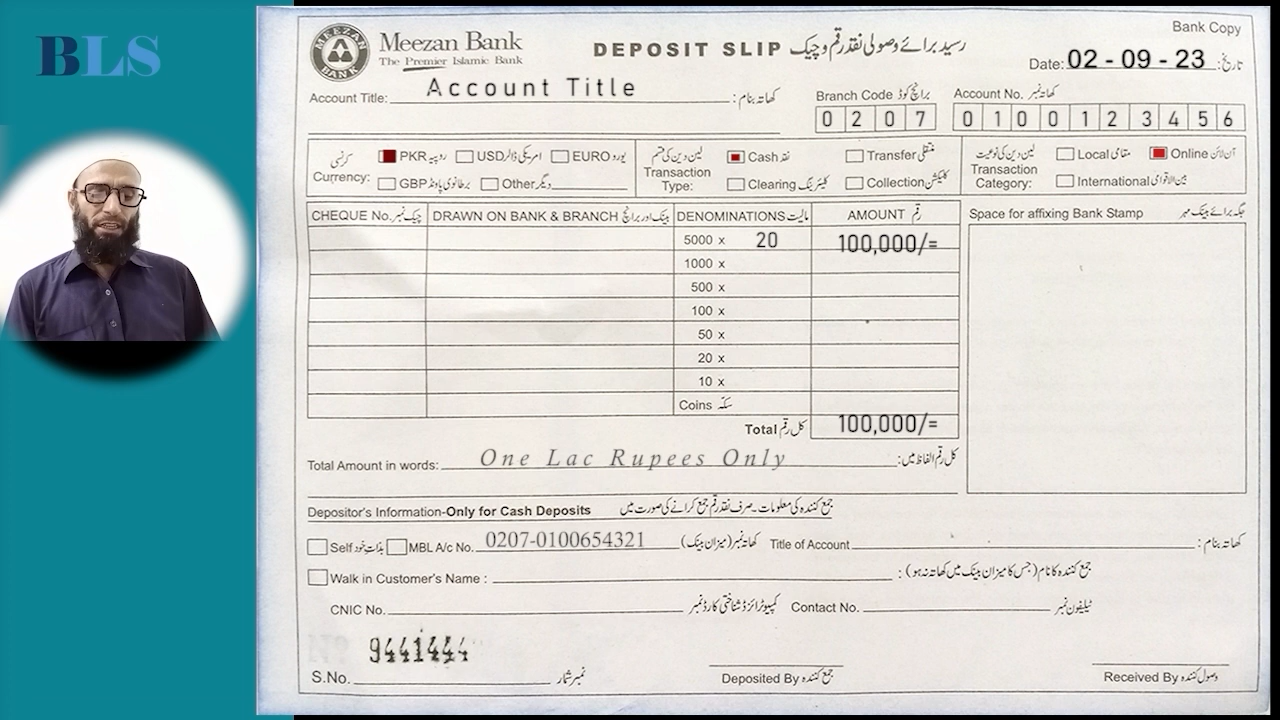 BLS
Bank Copy
MEEZAN BANK
Meezan Bank
The Premier Islamic Bank
DEPOSIT SLIP رسید برائے وصولی نقد رقم و چیک
Date: 02 - 09 - 23 تاریخ:
Account Title: Account Title کھاتہ بنام:
Branch Code برانچ کوڈ
0 2 0 7
Account No. کھاتہ نمبر
0 1 0 0 1 2 3 4 5 6
کرنسی Currency: PKR روپیہ USD امریکی ڈالر EURO یورو
GBP برطانوی پاونڈ Other دیگر
لین دین کی قسم Transaction Type: Cash نقد Transfer منتقلی
Clearing کلیئرنگ Collection کلیکشن
لین دین کی نوعیت Transaction Category: Local مقامی Online آن لائن
International بین الاقوامی
CHEQUE No. چیک نمبر DRAWN ON BANK & BRANCH بینک اور برانچ DENOMINATIONS مالیت AMOUNT رقم
Space for affixing Bank Stamp جگہ برائے بینک مہر
5000 x 20 100,000/=
1000 x
500 x
100 x
50 x
20 x
10 x
Coins سکہ
Total کل رقم 100,000/=
Total Amount in words: One Lac Rupees Only کل رقم الفاظ میں:
Depositor's Information-Only for Cash Deposits جمع کنندہ کی معلومات - صرف نقد رقم جمع کرانے کی صورت میں
Self بذات خود MBL A/c No. 0207-0100654321 کھاتہ نمبر (میزان بینک) Title of Account کھاتہ بنام:
Walk in Customer's Name : جمع کنندہ کا نام (جس کا میزان بینک میں کھاتہ نہ ہو) :
CNIC No. کمپیوٹرائزڈ شناختی کارڈ نمبر Contact No. ٹیلیفون نمبر
9441444
S.No. نمبر شمار Deposited By جمع کنندہ Received By وصول کنندہ